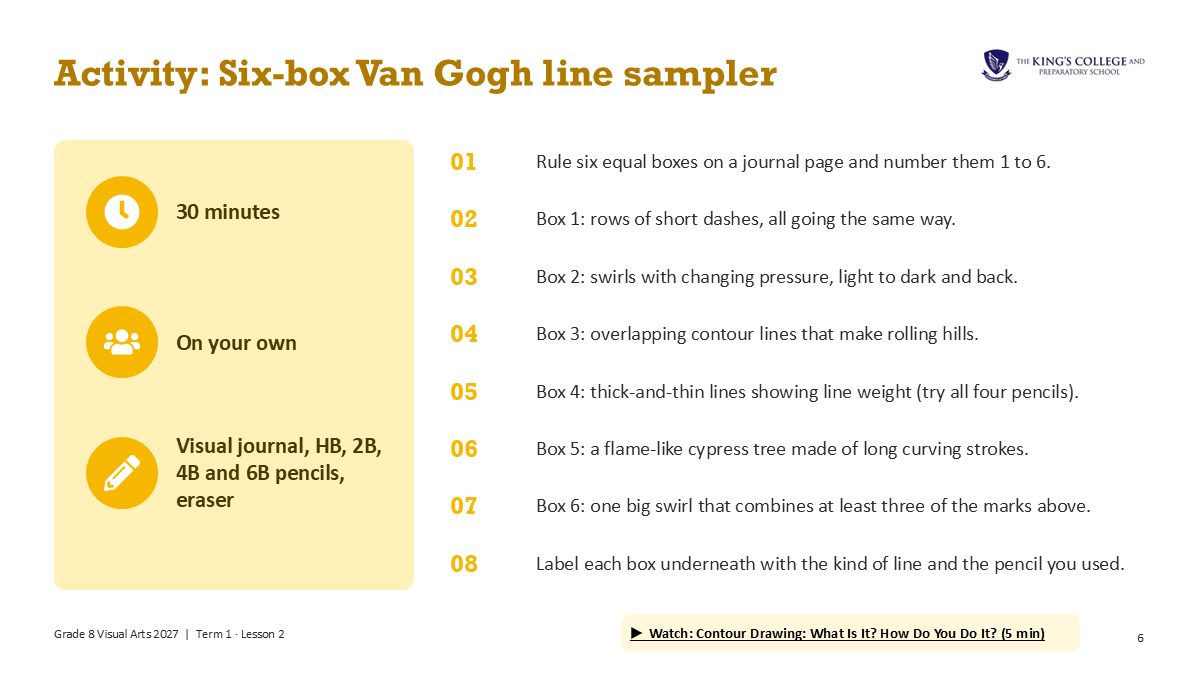 Activity: Six-box Van Gogh line sampler
THE KING'S COLLEGE AND
PREPARATORY SCHOOL
30 minutes
On your own
Visual journal, HB, 2B,
4B and 6B pencils,
eraser
01 Rule six equal boxes on a journal page and number them 1 to 6.
02 Box 1: rows of short dashes, all going the same way.
03 Box 2: swirls with changing pressure, light to dark and back.
04 Box 3: overlapping contour lines that make rolling hills.
05 Box 4: thick-and-thin lines showing line weight (try all four pencils).
06 Box 5: a flame-like cypress tree made of long curving strokes.
07 Box 6: one big swirl that combines at least three of the marks above.
08 Label each box underneath with the kind of line and the pencil you used.
Grade 8 Visual Arts 2027 | Term 1 · Lesson 2
▶ Watch: Contour Drawing: What Is It? How Do You Do It? (5 min)
6